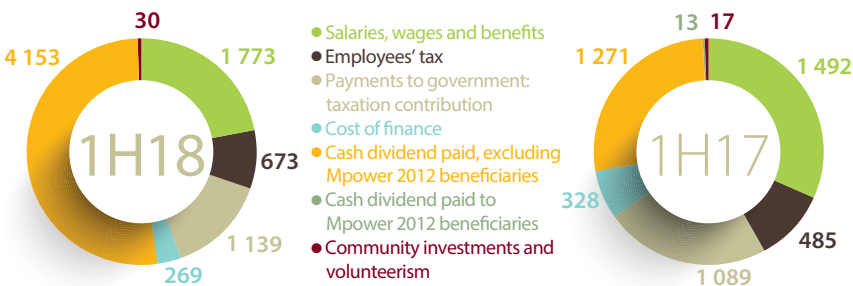 30
4 153
1 773
1H18
673
1 139
269
Salaries, wages and benefits
Employees' tax
Payments to government:
taxation contribution
Cost of finance
Cash dividend paid, excluding
Mpower 2012 beneficiaries
Cash dividend paid to
Mpower 2012 beneficiaries
Community investments and
volunteerism
13 17
1 271
1 492
1H17
328
485
1 089